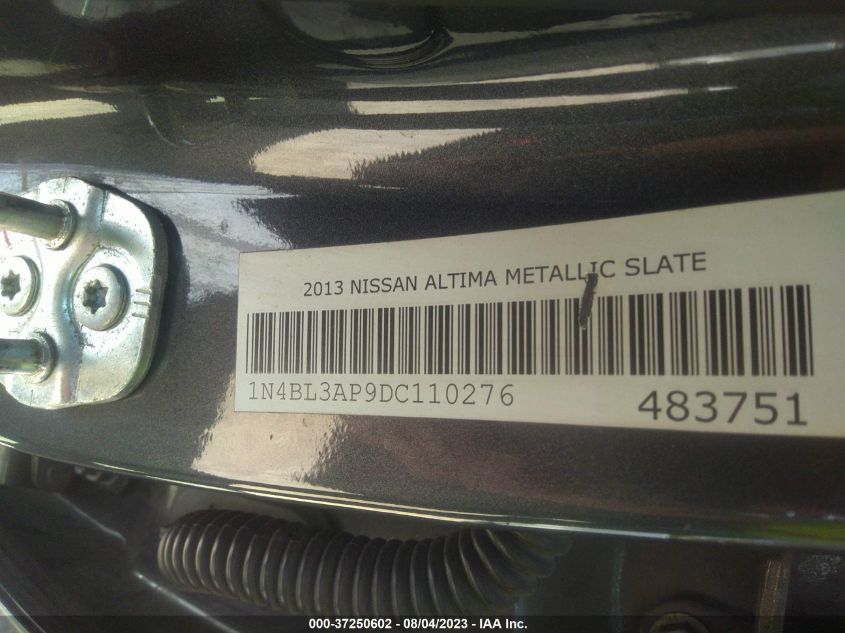 2013 NISSAN ALTIMA METALLIC SLATE
1N4BL3AP9DC110276
483751
000-37250602 - 08/04/2023 - IAA Inc.